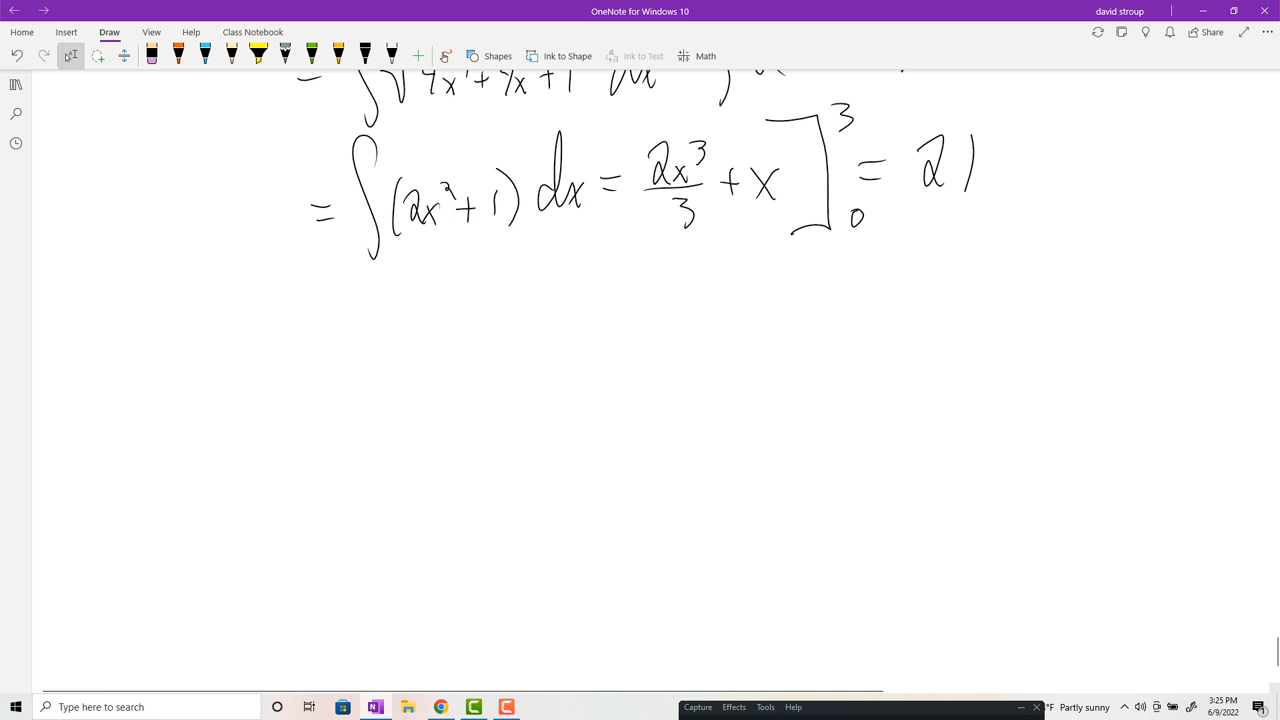 OneNote for Windows 10
david stroup
Home Insert Draw View Help Class Notebook
Share
Shapes Ink to Shape Ink to Text Math
= ∫ (2x² + 1) dx = 2x³/3 + x ]₀³ = 21
Capture Effects Tools Help
Type here to search
°F Partly sunny
3:25 PM
6/9/2022